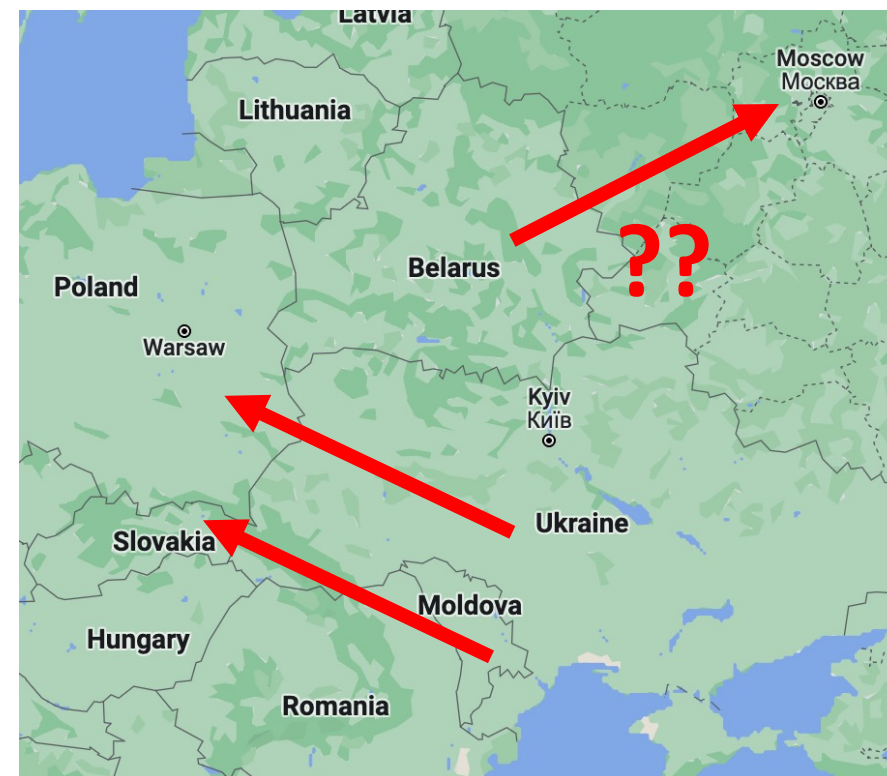 Latvia
Moscow
Москва
Lithuania
Belarus
??
Poland
Warsaw
Kyiv
Київ
Ukraine
Slovakia
Moldova
Hungary
Romania